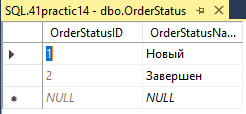 SQL.41practic14 - dbo.OrderStatus
OrderStatusID OrderStatusNa...
1 Новый
2 Завершен
NULL NULL